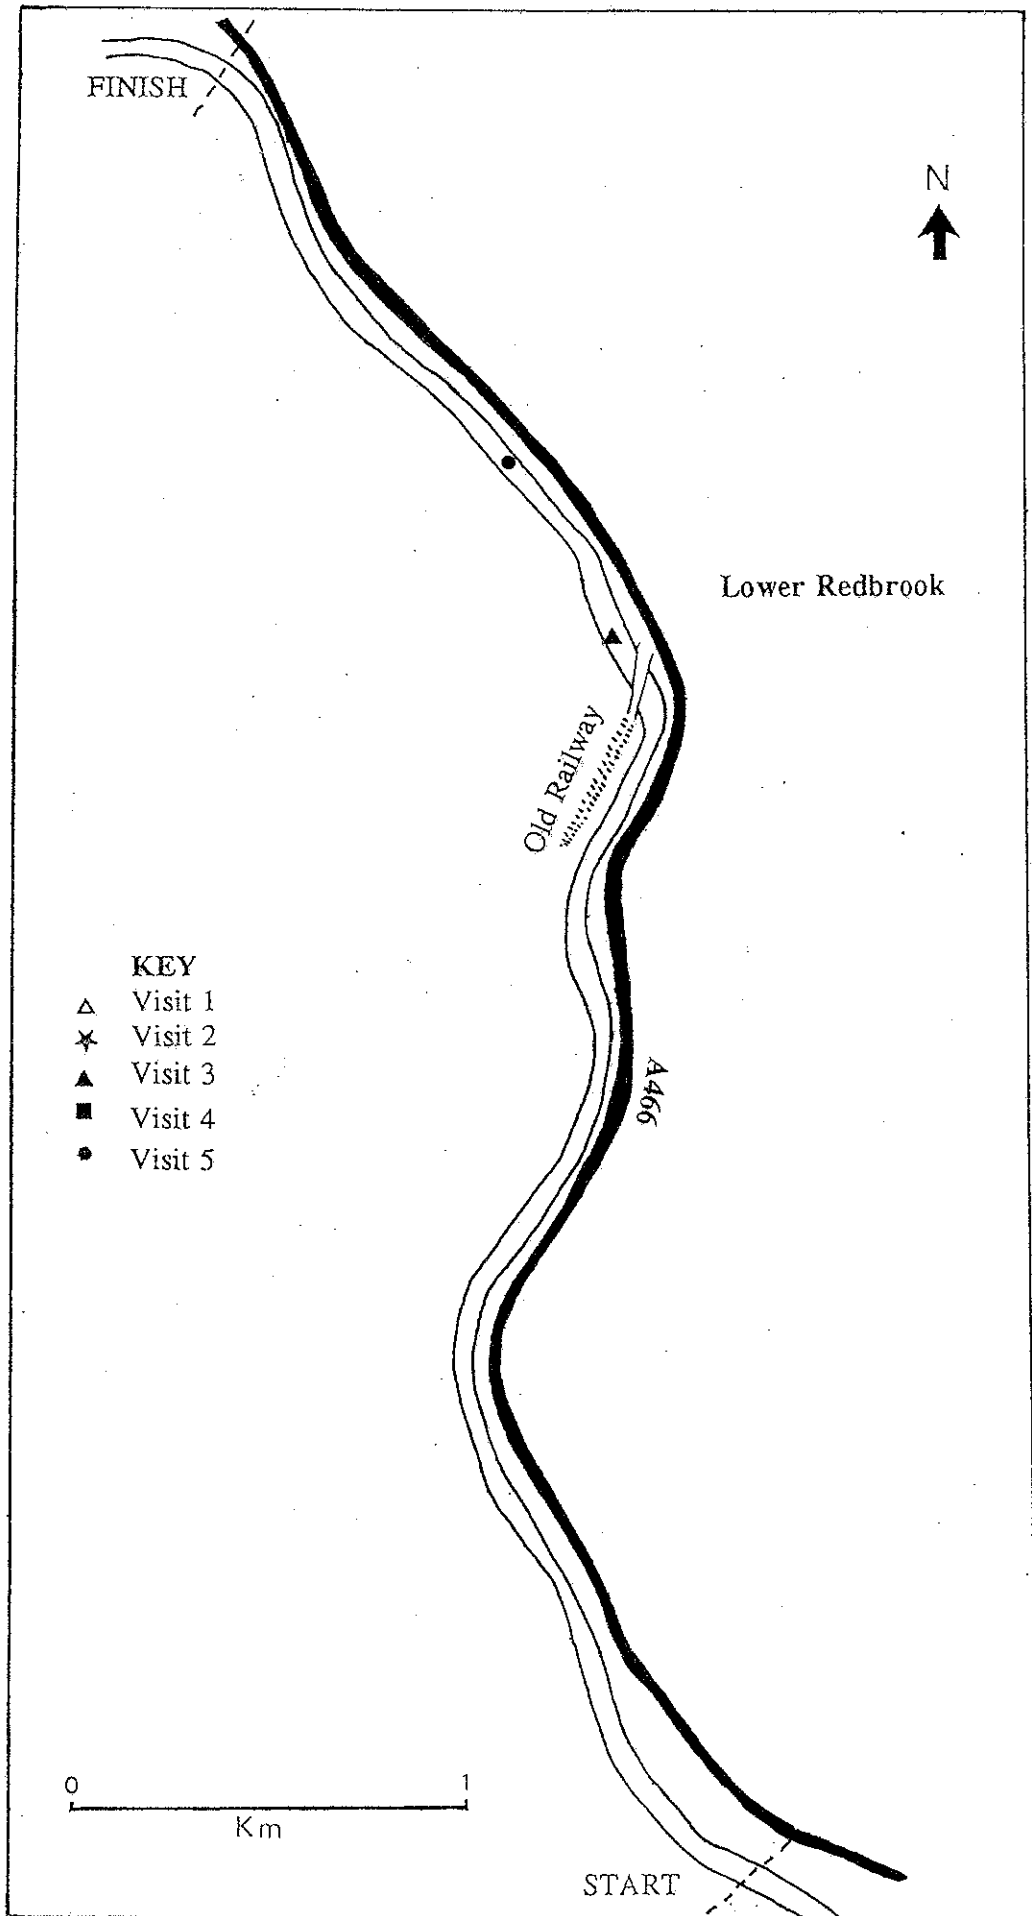 FINISH
N
Lower Redbrook
Old Railway
KEY
Visit 1
Visit 2
Visit 3
Visit 4
Visit 5
A466
0 1
Km
START